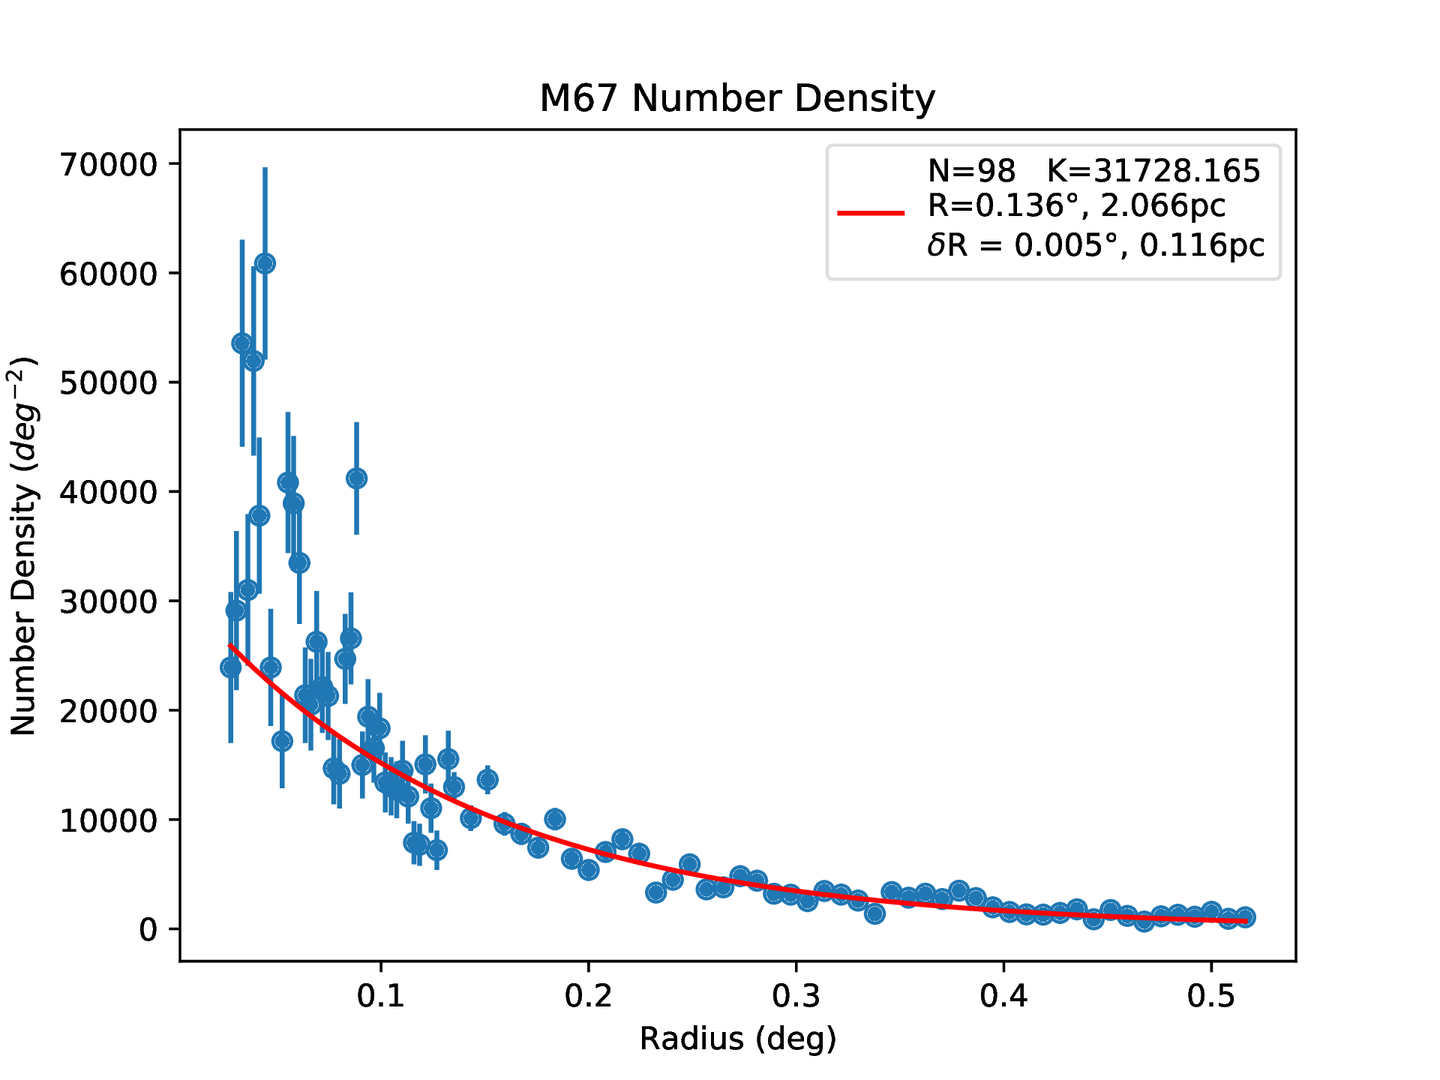 M67 Number Density
N=98 K=31728.165
R=0.136°, 2.066pc
δR = 0.005°, 0.116pc
Number Density (deg⁻²)
70000
60000
50000
40000
30000
20000
10000
0
0.1 0.2 0.3 0.4 0.5
Radius (deg)